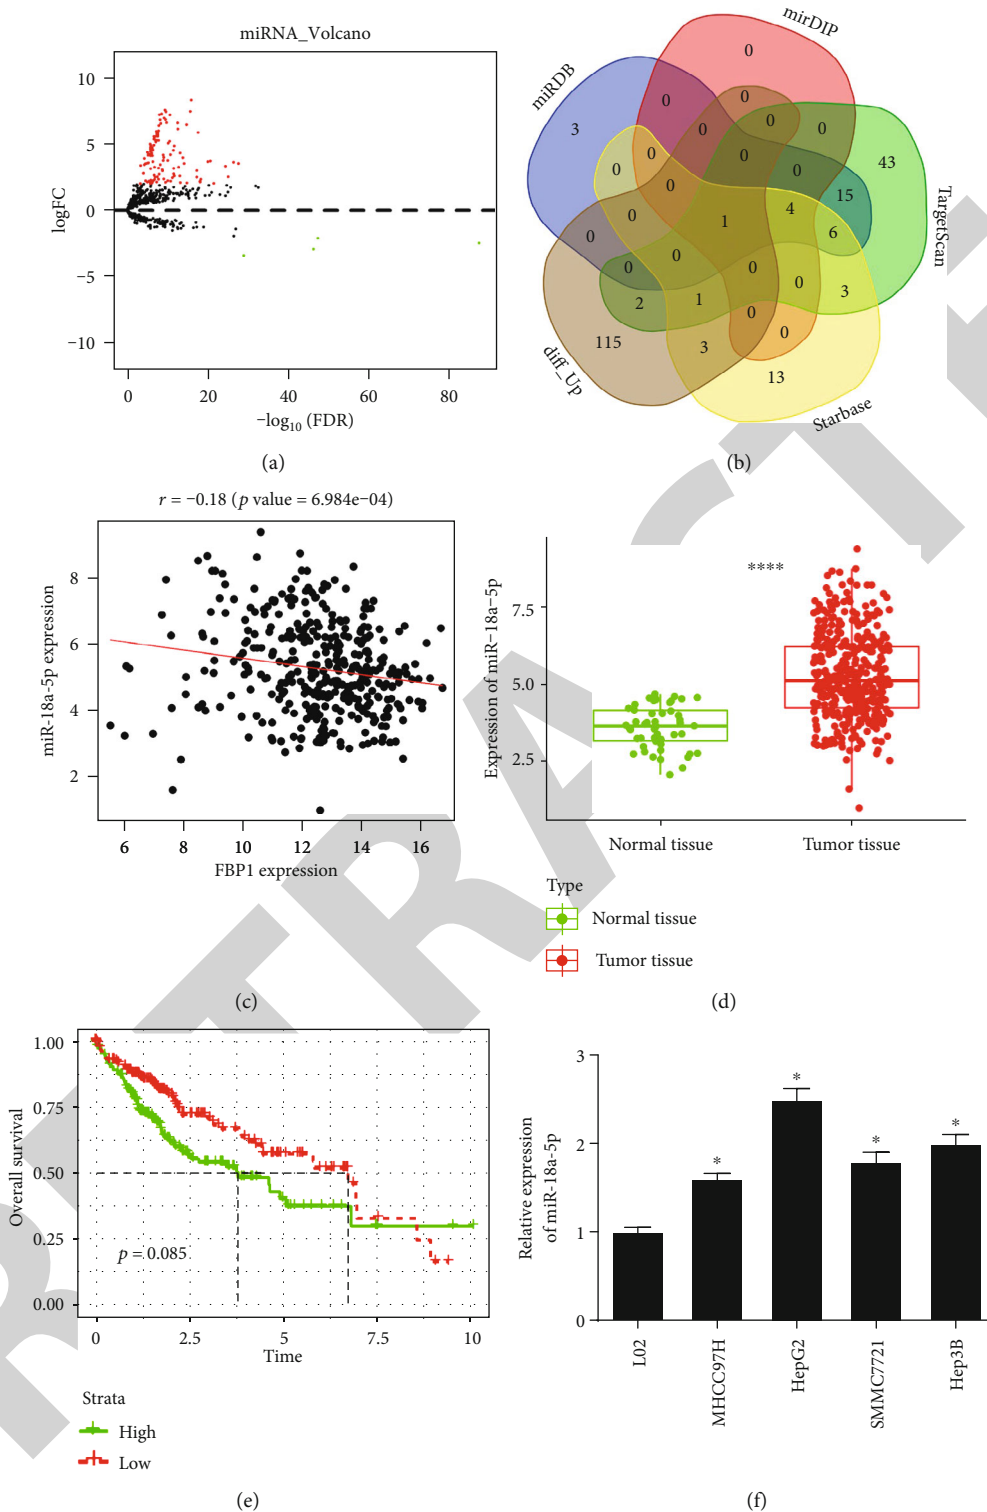 miRNA_Volcano
logFC
10
5
0
−5
−10
0 20 40 60 80
−log10 (FDR)
(a)
miRDB
mirDIP
TargetScan
Starbase
diff_Up
0
3
0
0
0
0
0
43
0
0
0
0
15
0
4
6
0
1
0
0
0
0
0
3
2
1
0
0
115
3
13
(b)
r = −0.18 (p value = 6.984e−04)
miR-18a-5p expression
8
6
4
2
6 8 10 12 14 16
FBP1 expression
(c)
Expression of miR−18a−5p
7.5
5.0
2.5
****
Normal tissue Tumor tissue
Type
Normal tissue
Tumor tissue
(d)
Overall survival
1.00
0.75
0.50
0.25
0.00
p = 0.085
0 2.5 5 7.5 10
Time
Strata
High
Low
(e)
Relative expression
of miR-18a-5p
3
2
1
0
*
*
*
*
L02
MHCC97H
HepG2
SMMC7721
Hep3B
(f)
RETRACTE